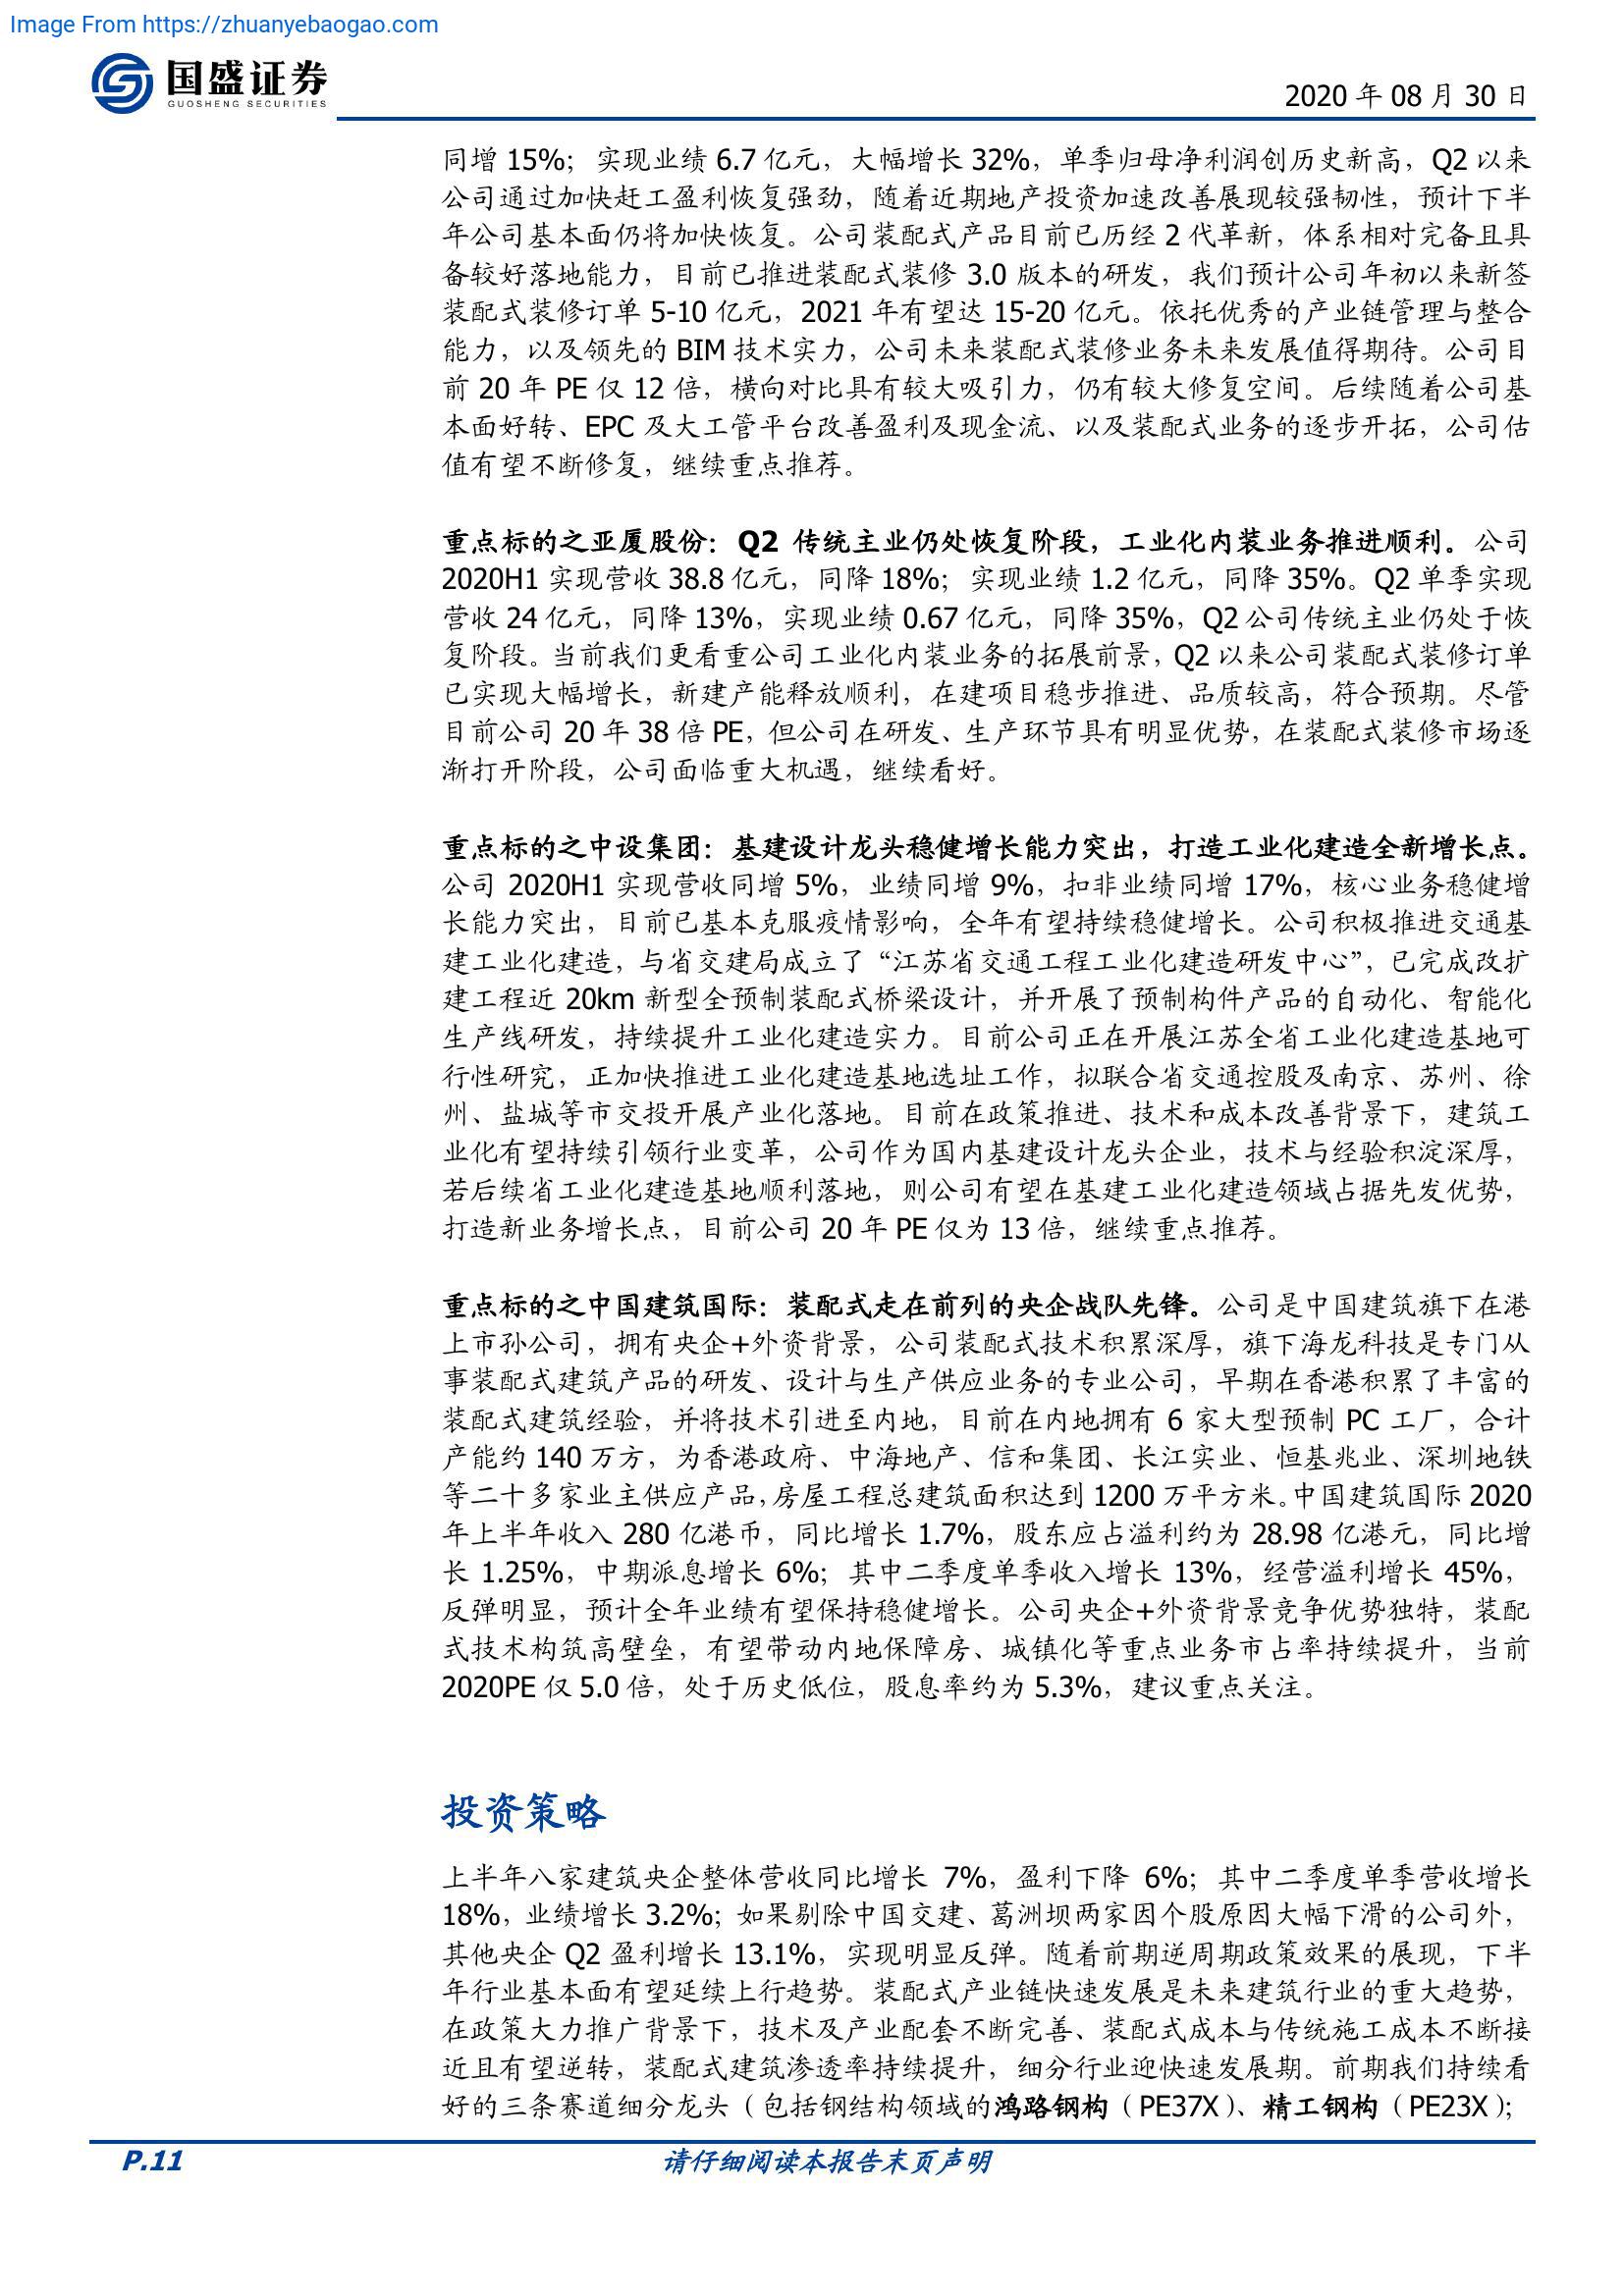 Image From https://zhuanyebaogao.com
国盛证券
GUOSHENG SECURITIES
2020 年 08 月 30 日
同增 15%；实现业绩 6.7 亿元，大幅增长 32%，单季归母净利润创历史新高，Q2 以来
公司通过加快赶工盈利恢复强劲，随着近期地产投资加速改善展现较强韧性，预计下半
年公司基本面仍将加快恢复。公司装配式产品目前已历经 2 代革新，体系相对完备且具
备较好落地能力，目前已推进装配式装修 3.0 版本的研发，我们预计公司年初以来新签
装配式装修订单 5-10 亿元，2021 年有望达 15-20 亿元。依托优秀的产业链管理与整合
能力，以及领先的 BIM 技术实力，公司未来装配式装修业务未来发展值得期待。公司目
前 20 年 PE 仅 12 倍，横向对比具有较大吸引力，仍有较大修复空间。后续随着公司基
本面好转、EPC 及大工管平台改善盈利及现金流、以及装配式业务的逐步开拓，公司估
值有望不断修复，继续重点推荐。
重点标的之亚厦股份：Q2 传统主业仍处恢复阶段，工业化内装业务推进顺利。公司
2020H1 实现营收 38.8 亿元，同降 18%；实现业绩 1.2 亿元，同降 35%。Q2 单季实现
营收 24 亿元，同降 13%，实现业绩 0.67 亿元，同降 35%，Q2 公司传统主业仍处于恢
复阶段。当前我们更看重公司工业化内装业务的拓展前景，Q2 以来公司装配式装修订单
已实现大幅增长，新建产能释放顺利，在建项目稳步推进、品质较高，符合预期。尽管
目前公司 20 年 38 倍 PE，但公司在研发、生产环节具有明显优势，在装配式装修市场逐
渐打开阶段，公司面临重大机遇，继续看好。
重点标的之中设集团：基建设计龙头稳健增长能力突出，打造工业化建造全新增长点。
公司 2020H1 实现营收同增 5%，业绩同增 9%，扣非业绩同增 17%，核心业务稳健增
长能力突出，目前已基本克服疫情影响，全年有望持续稳健增长。公司积极推进交通基
建工业化建造，与省交建局成立了“江苏省交通工程工业化建造研发中心”，已完成改扩
建工程近 20km 新型全预制装配式桥梁设计，并开展了预制构件产品的自动化、智能化
生产线研发，持续提升工业化建造实力。目前公司正在开展江苏全省工业化建造基地可
行性研究，正加快推进工业化建造基地选址工作，拟联合省交通控股及南京、苏州、徐
州、盐城等市交投开展产业化落地。目前在政策推进、技术和成本改善背景下，建筑工
业化有望持续引领行业变革，公司作为国内基建设计龙头企业，技术与经验积淀深厚，
若后续省工业化建造基地顺利落地，则公司有望在基建工业化建造领域占据先发优势，
打造新业务增长点，目前公司 20 年 PE 仅为 13 倍，继续重点推荐。
重点标的之中国建筑国际：装配式走在前列的央企战队先锋。公司是中国建筑旗下在港
上市孙公司，拥有央企+外资背景，公司装配式技术积累深厚，旗下海龙科技是专门从
事装配式建筑产品的研发、设计与生产供应业务的专业公司，早期在香港积累了丰富的
装配式建筑经验，并将技术引进至内地，目前在内地拥有 6 家大型预制 PC 工厂，合计
产能约 140 万方，为香港政府、中海地产、信和集团、长江实业、恒基兆业、深圳地铁
等二十多家业主供应产品，房屋工程总建筑面积达到 1200 万平方米。中国建筑国际 2020
年上半年收入 280 亿港币，同比增长 1.7%，股东应占溢利约为 28.98 亿港元，同比增
长 1.25%，中期派息增长 6%；其中二季度单季收入增长 13%，经营溢利增长 45%，
反弹明显，预计全年业绩有望保持稳健增长。公司央企+外资背景竞争优势独特，装配
式技术构筑高壁垒，有望带动内地保障房、城镇化等重点业务市占率持续提升，当前
2020PE 仅 5.0 倍，处于历史低位，股息率约为 5.3%，建议重点关注。
投资策略
上半年八家建筑央企整体营收同比增长 7%，盈利下降 6%；其中二季度单季营收增长
18%，业绩增长 3.2%；如果剔除中国交建、葛洲坝两家因个股原因大幅下滑的公司外，
其他央企 Q2 盈利增长 13.1%，实现明显反弹。随着前期逆周期政策效果的展现，下半
年行业基本面有望延续上行趋势。装配式产业链快速发展是未来建筑行业的重大趋势，
在政策大力推广背景下，技术及产业配套不断完善、装配式成本与传统施工成本不断接
近且有望逆转，装配式建筑渗透率持续提升，细分行业迎快速发展期。前期我们持续看
好的三条赛道细分龙头（包括钢结构领域的鸿路钢构（PE37X）、精工钢构（PE23X）；
P.11
请仔细阅读本报告末页声明